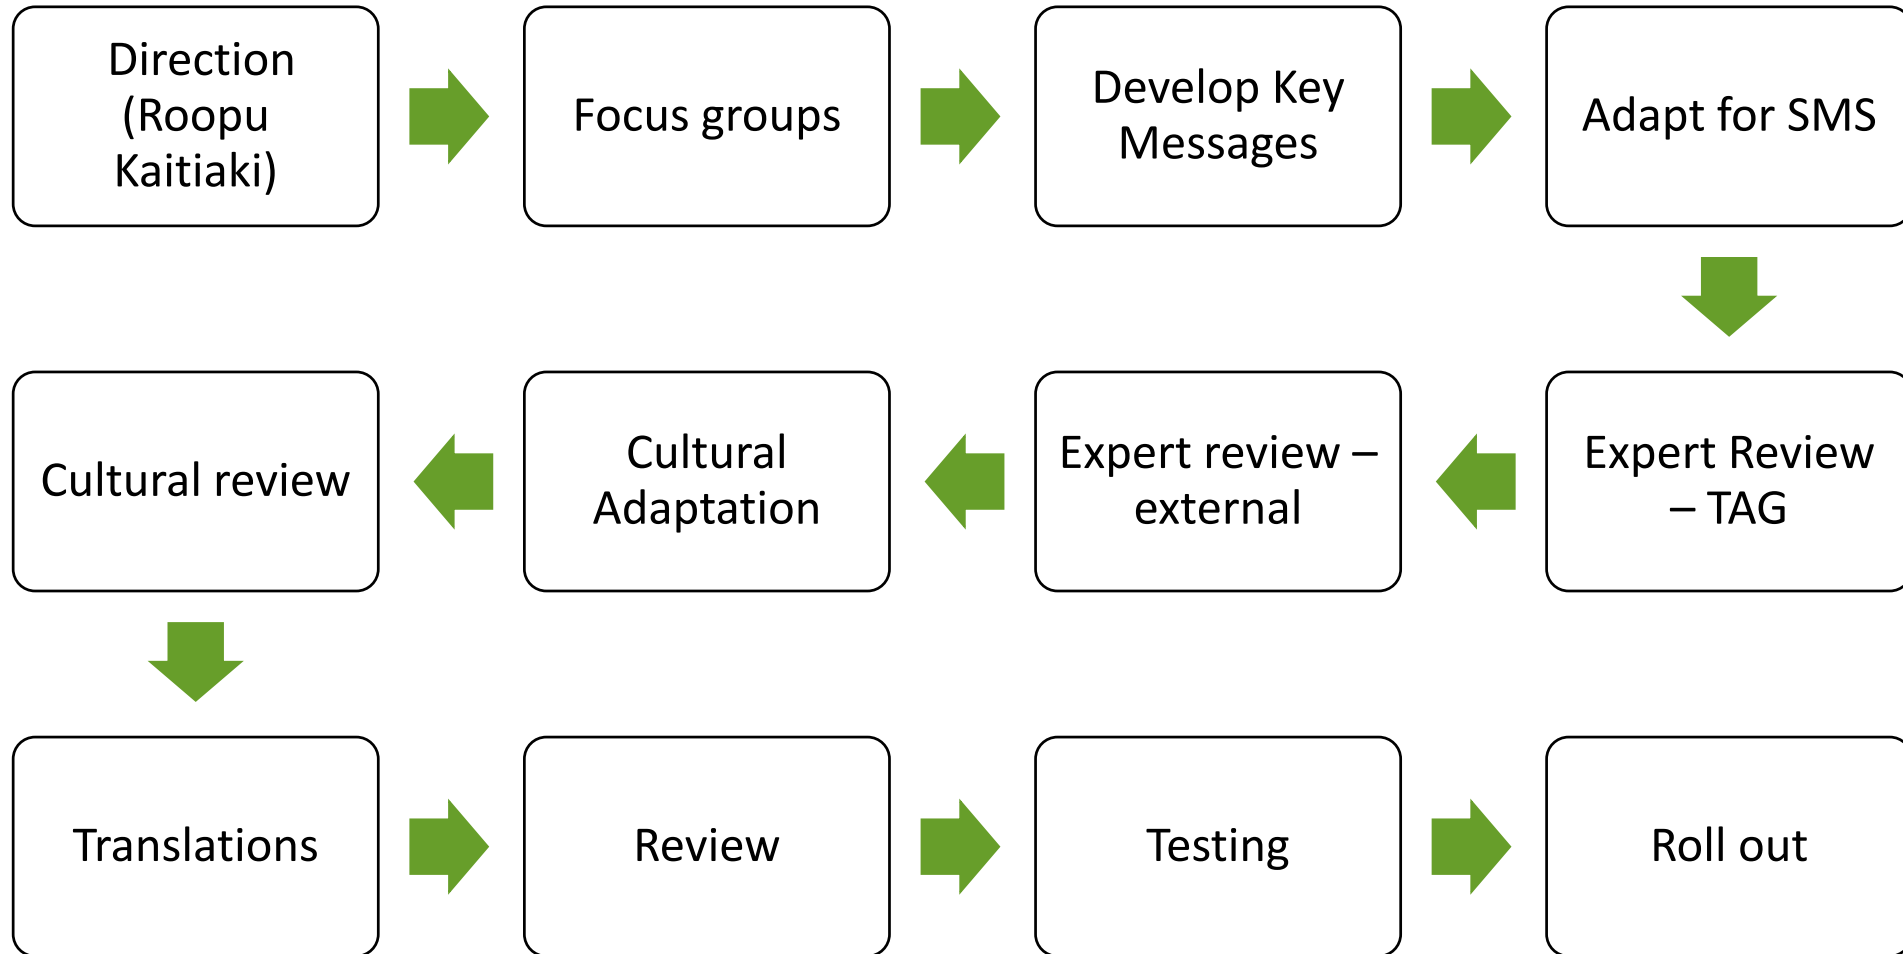 Direction
(Roopu
Kaitiaki)
Focus groups
Develop Key
Messages
Adapt for SMS
Expert Review
– TAG
Expert review –
external
Cultural
Adaptation
Cultural review
Translations
Review
Testing
Roll out